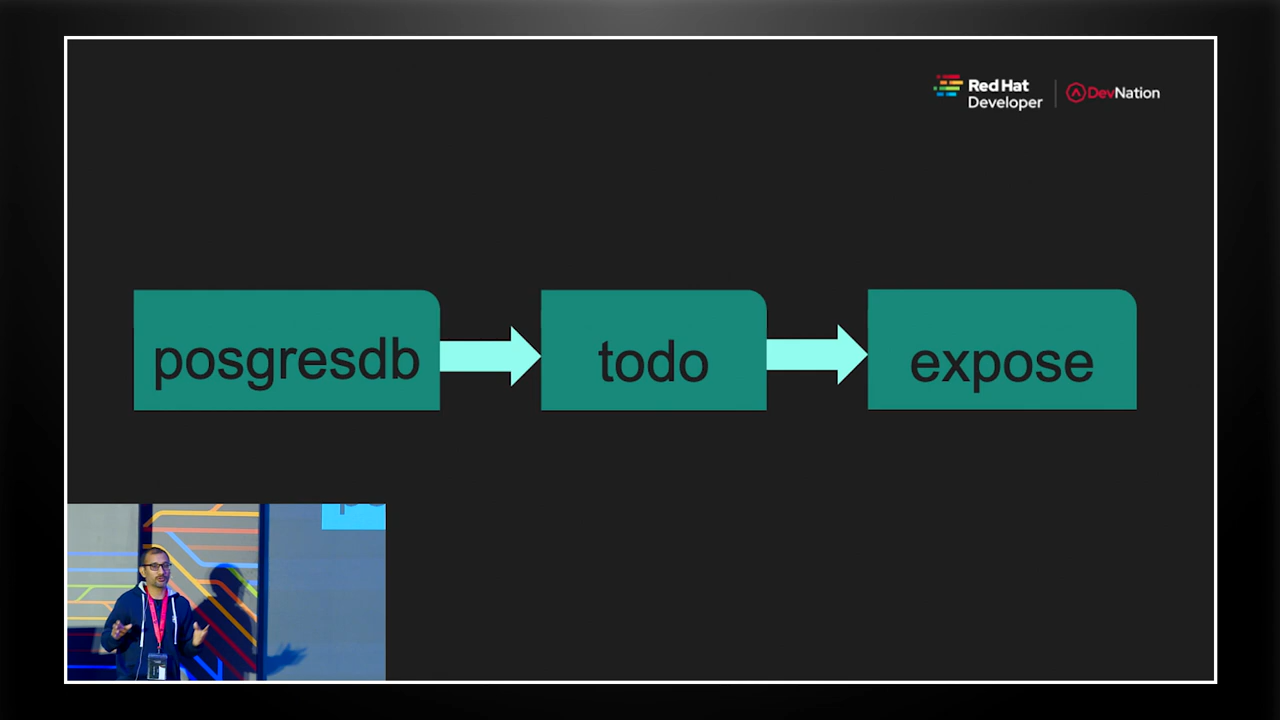 Red Hat
Developer
DevNation
posgresdb
todo
expose